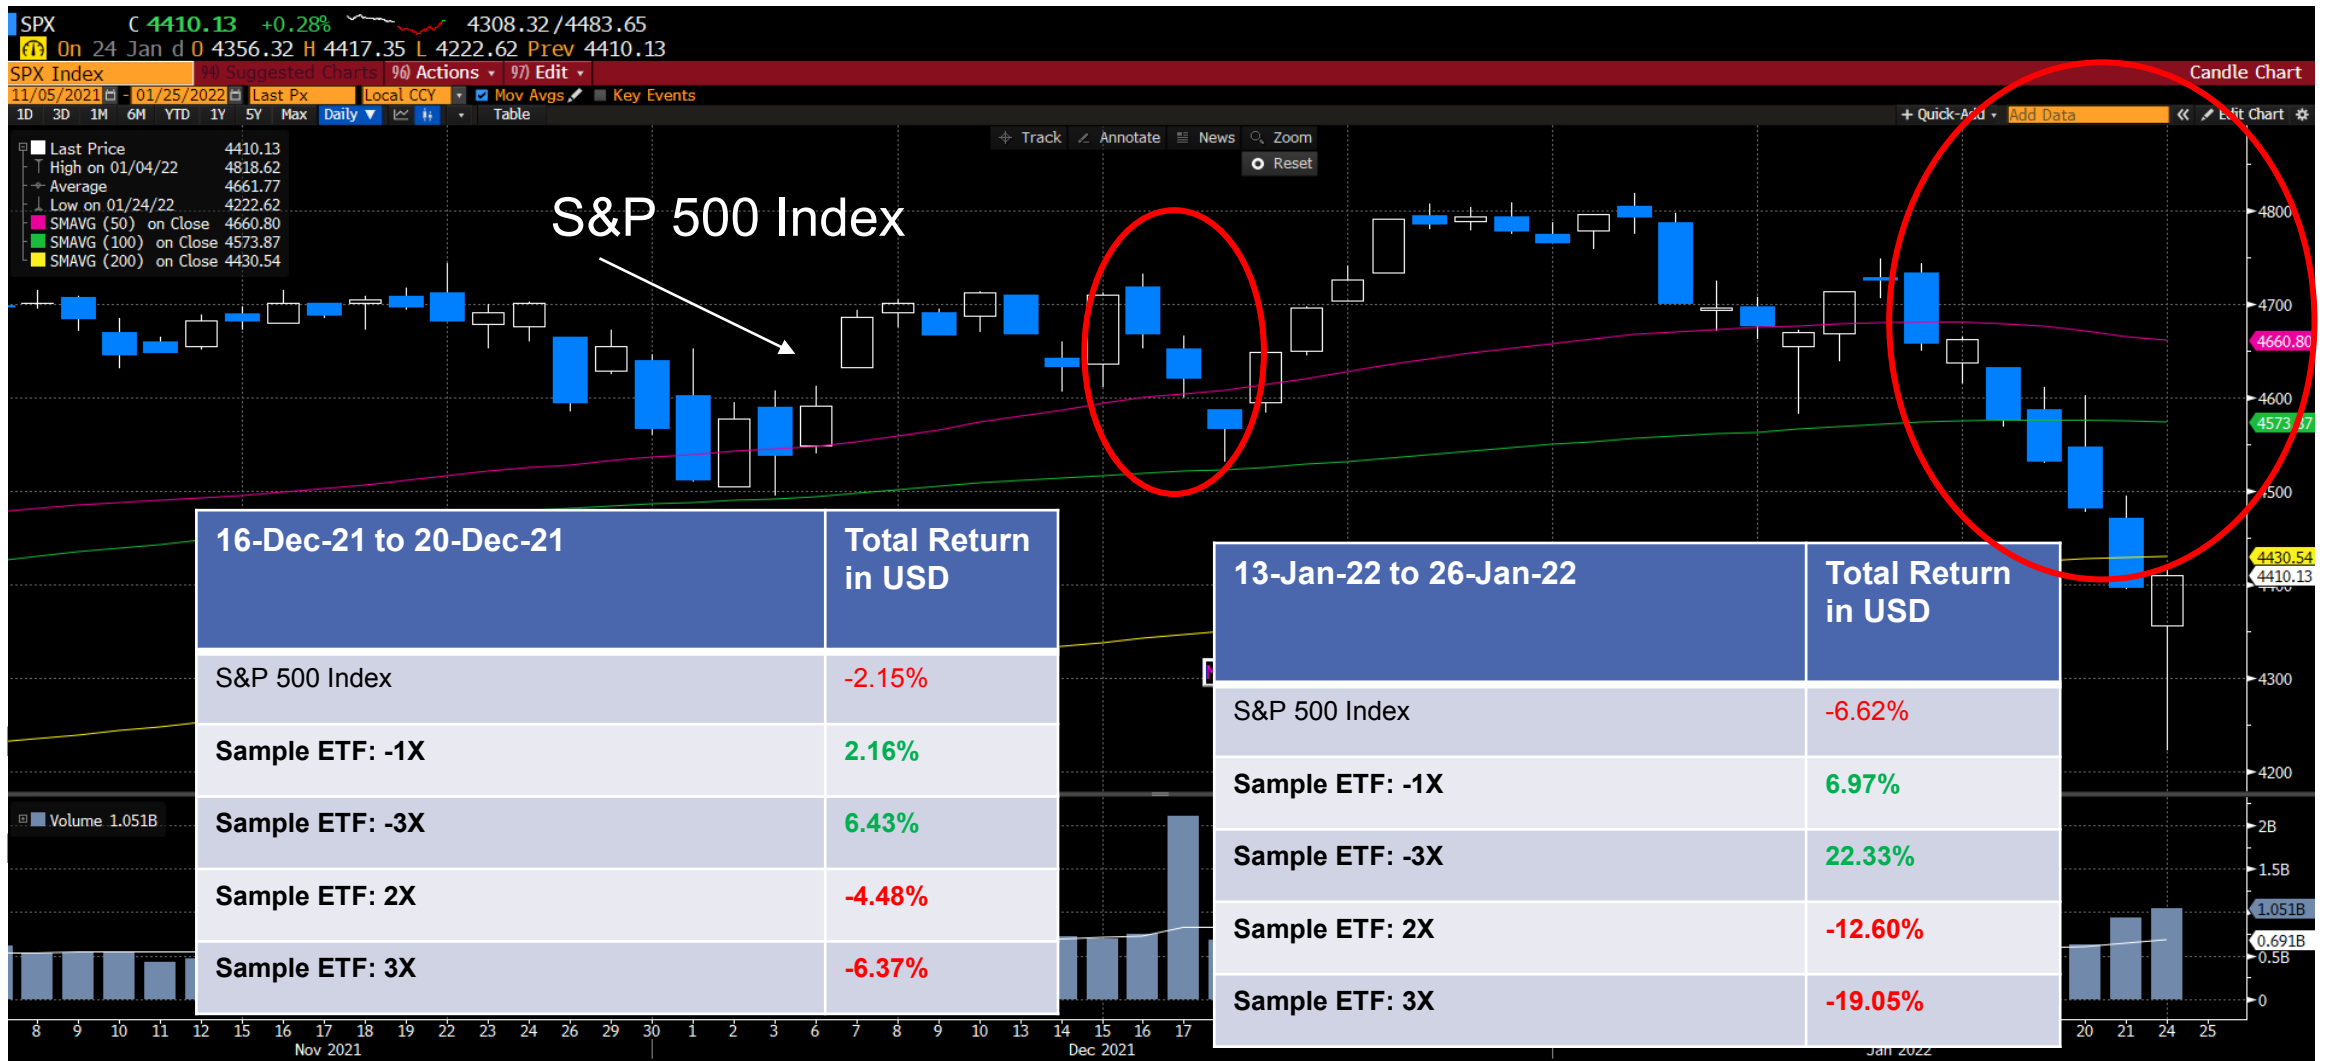 SPX C 4410.13 +0.28% 4308.32/4483.65
On 24 Jan d O 4356.32 H 4417.35 L 4222.62 Prev 4410.13
SPX Index 94) Suggested Charts 96) Actions 97) Edit Candle Chart
11/05/2021 - 01/25/2022 Last Px Local CCY Mov Avgs Key Events
1D 3D 1M 6M YTD 1Y 5Y Max Daily ▼ Table + Quick-Add Add Data « Edit Chart
Track Annotate News Zoom
Reset
Last Price 4410.13
High on 01/04/22 4818.62
Average 4661.77
Low on 01/24/22 4222.62
SMAVG (50) on Close 4660.80
SMAVG (100) on Close 4573.87
SMAVG (200) on Close 4430.54
S&P 500 Index
4800
4700
4660.80
4600
4573.87
4500
4430.54
4410.13
4400
4300
4200
16-Dec-21 to 20-Dec-21 Total Return in USD
S&P 500 Index -2.15%
Sample ETF: -1X 2.16%
Sample ETF: -3X 6.43%
Sample ETF: 2X -4.48%
Sample ETF: 3X -6.37%
13-Jan-22 to 26-Jan-22 Total Return in USD
S&P 500 Index -6.62%
Sample ETF: -1X 6.97%
Sample ETF: -3X 22.33%
Sample ETF: 2X -12.60%
Sample ETF: 3X -19.05%
Volume 1.051B
2B
1.5B
1.051B
0.691B
0.5B
0
8 9 10 11 12 15 16 17 18 19 22 23 24 26 29 30 1 2 3 6 7 8 9 10 13 14 15 16 17 20 21 24 25
Nov 2021 Dec 2021 Jan 2022